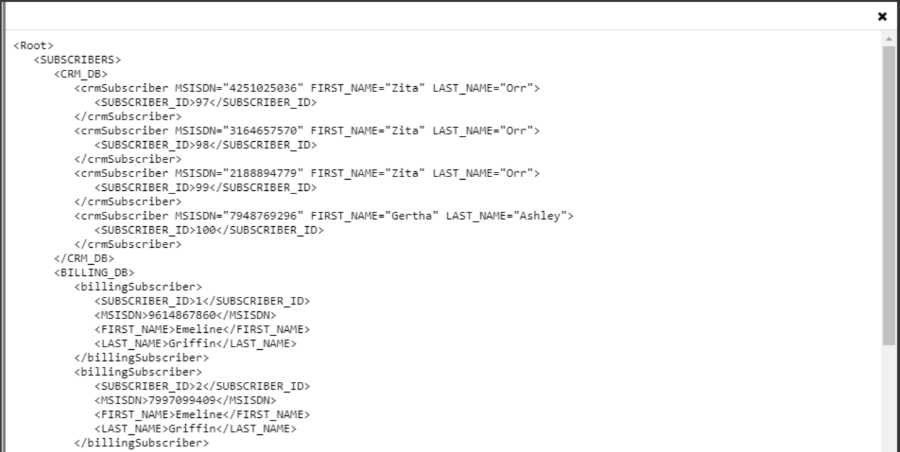 <Root>
<SUBSCRIBERS>
<CRM_DB>
<crmSubscriber MSISDN="4251025036" FIRST_NAME="Zita" LAST_NAME="Orr">
<SUBSCRIBER_ID>97</SUBSCRIBER_ID>
</crmSubscriber>
<crmSubscriber MSISDN="3164657570" FIRST_NAME="Zita" LAST_NAME="Orr">
<SUBSCRIBER_ID>98</SUBSCRIBER_ID>
</crmSubscriber>
<crmSubscriber MSISDN="2188894779" FIRST_NAME="Zita" LAST_NAME="Orr">
<SUBSCRIBER_ID>99</SUBSCRIBER_ID>
</crmSubscriber>
<crmSubscriber MSISDN="7948769296" FIRST_NAME="Gertha" LAST_NAME="Ashley">
<SUBSCRIBER_ID>100</SUBSCRIBER_ID>
</crmSubscriber>
</CRM_DB>
<BILLING_DB>
<billingSubscriber>
<SUBSCRIBER_ID>1</SUBSCRIBER_ID>
<MSISDN>9614867860</MSISDN>
<FIRST_NAME>Emeline</FIRST_NAME>
<LAST_NAME>Griffin</LAST_NAME>
</billingSubscriber>
<billingSubscriber>
<SUBSCRIBER_ID>2</SUBSCRIBER_ID>
<MSISDN>7997099409</MSISDN>
<FIRST_NAME>Emeline</FIRST_NAME>
<LAST_NAME>Griffin</LAST_NAME>
</billingSubscriber>